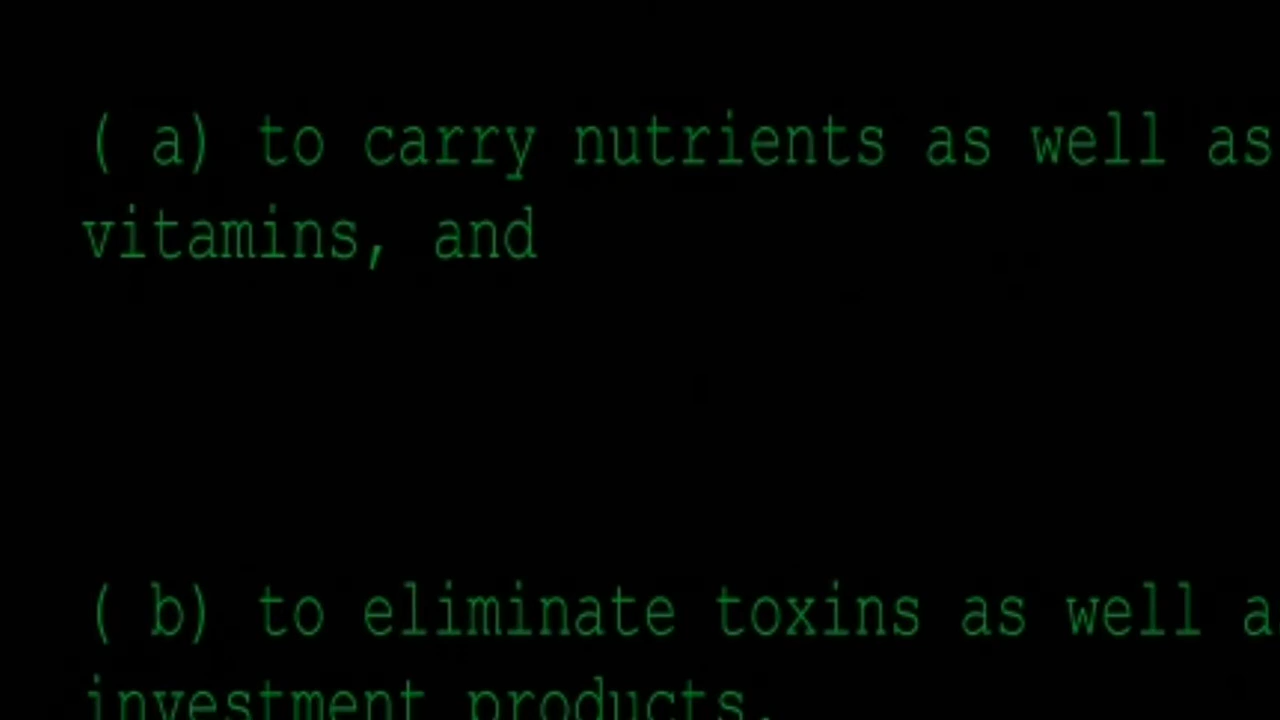 ( a) to carry nutrients as well as
vitamins, and
( b) to eliminate toxins as well a
investment products.